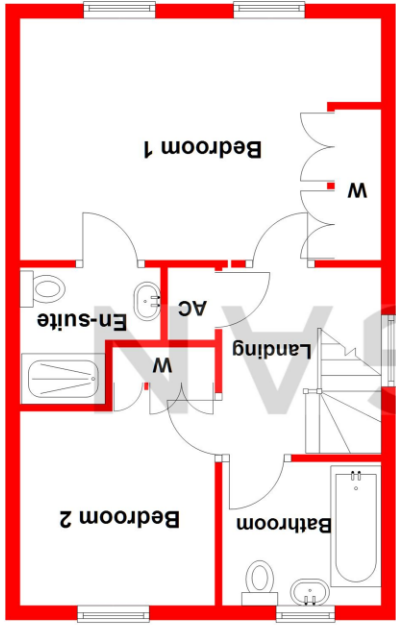 Bathroom
Bedroom 2
W
Landing
AC
En-suite
W
Bedroom 1